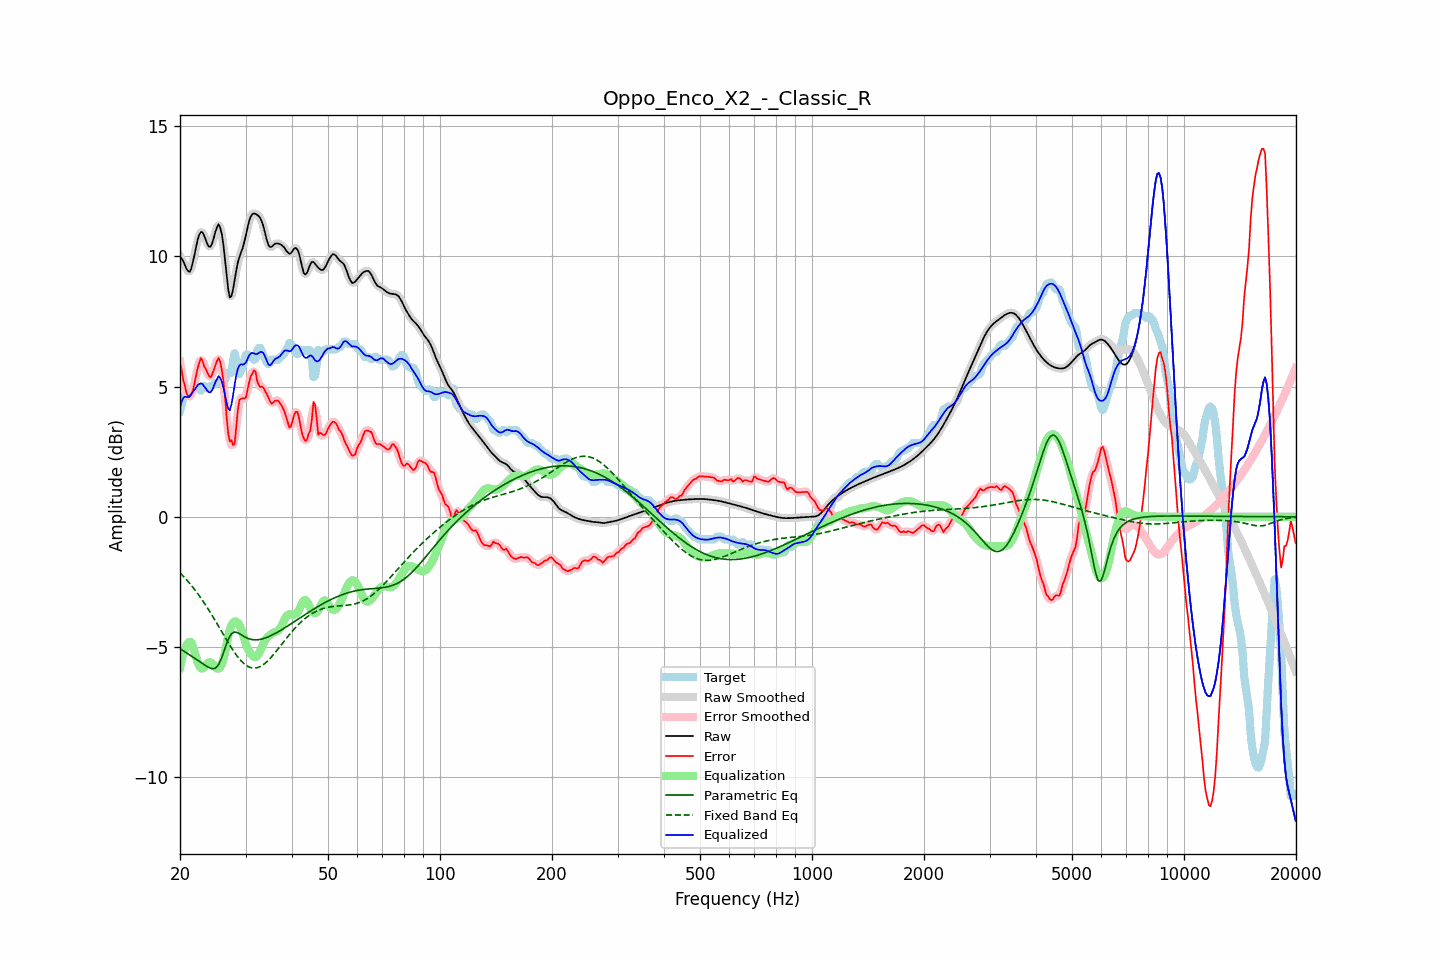 Oppo_Enco_X2_-_Classic_R
15
10
5
0
−5
−10
Amplitude (dBr)
20
50
100
200
500
1000
2000
5000
10000
20000
Frequency (Hz)
Target
Raw Smoothed
Error Smoothed
Raw
Error
Equalization
Parametric Eq
Fixed Band Eq
Equalized